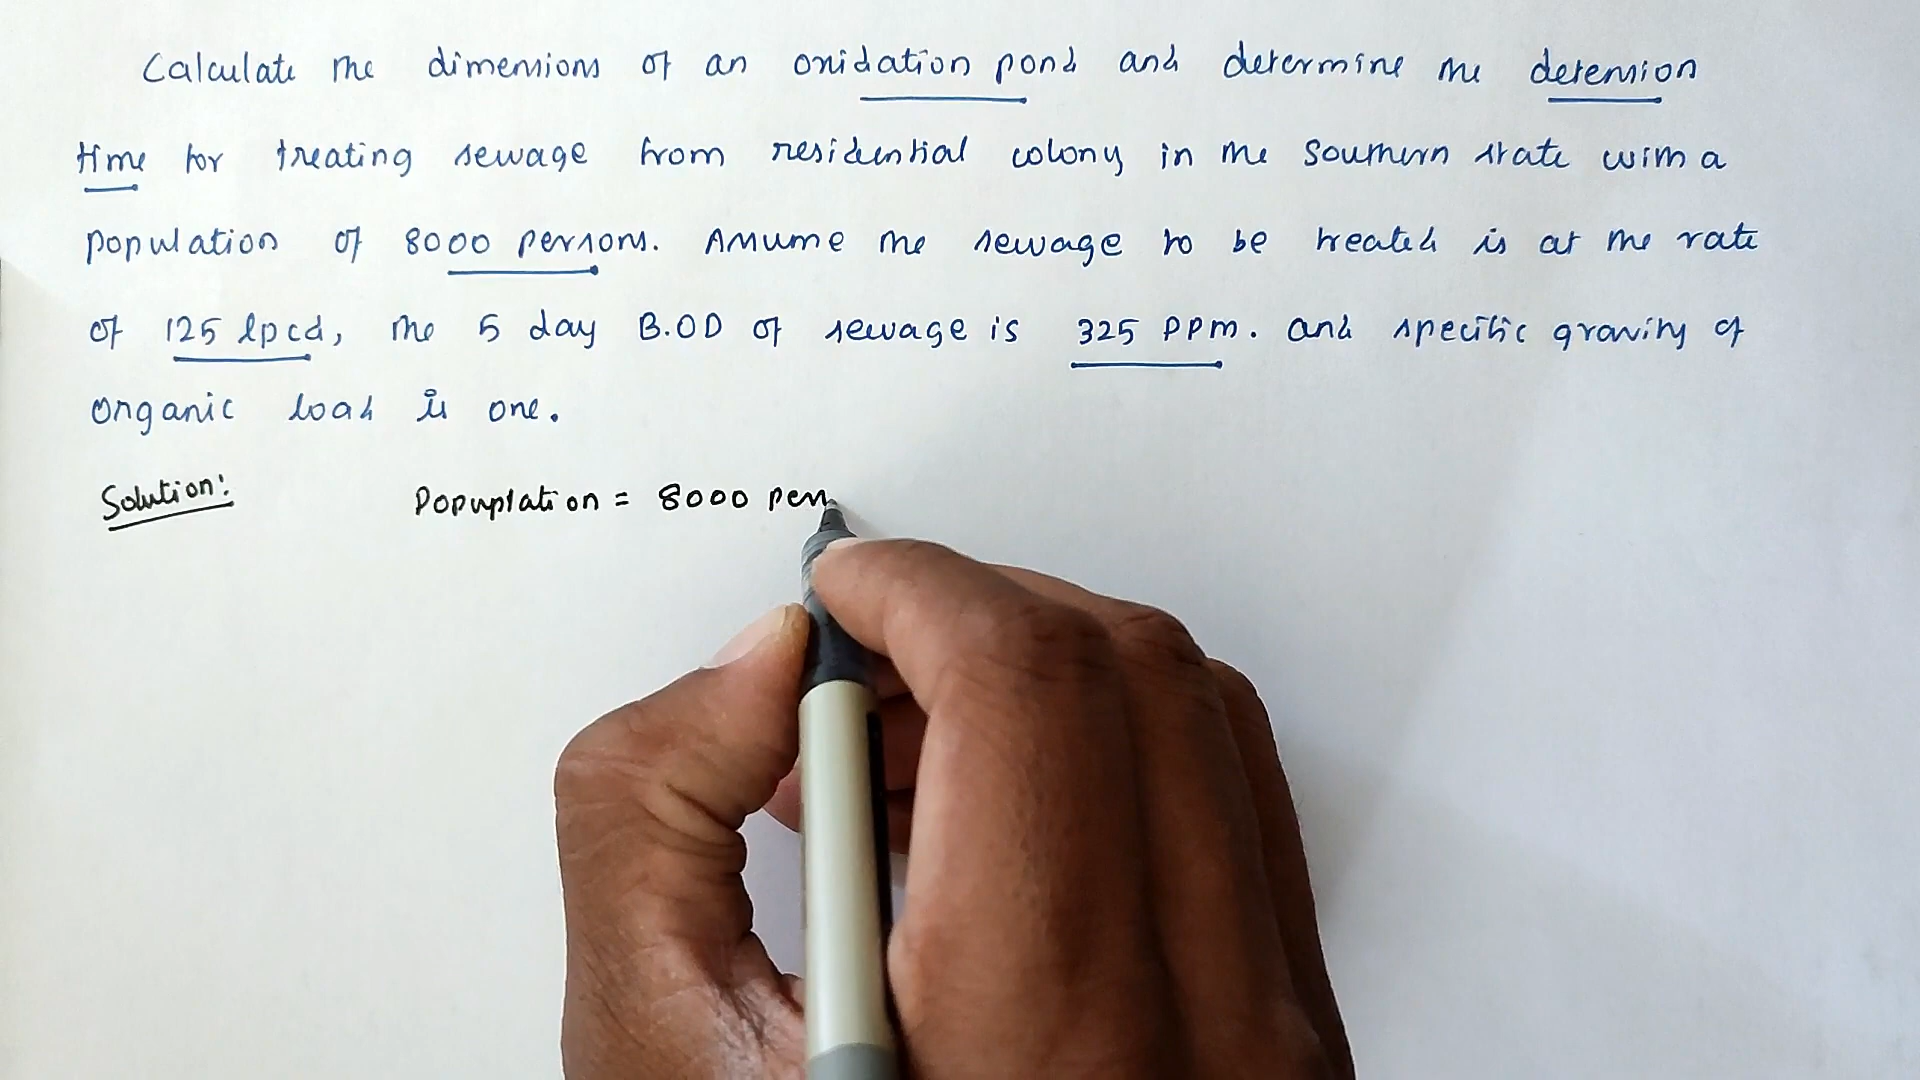 Calculate the dimensions of an oxidation pond and determine the detension
time for treating sewage from residential colony in the Southern state with a
population of 8000 persons. Assume the sewage to be treated is at the rate
of 125 lpcd, the 5 day B.OD of sewage is 325 PPm. and specific gravity of
organic load is one.
Solution: Popuplation = 8000 pers